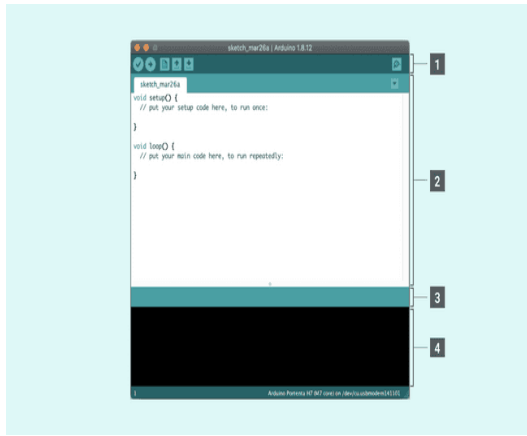 sketch_mar26a | Arduino 1.8.12
1
sketch_mar26a
void setup() {
// put your setup code here, to run once:
}
void loop() {
// put your main code here, to run repeatedly:
}
2
3
4
1
Arduino Portenta H7 (M7 core) on /dev/cu.usbmodem141101